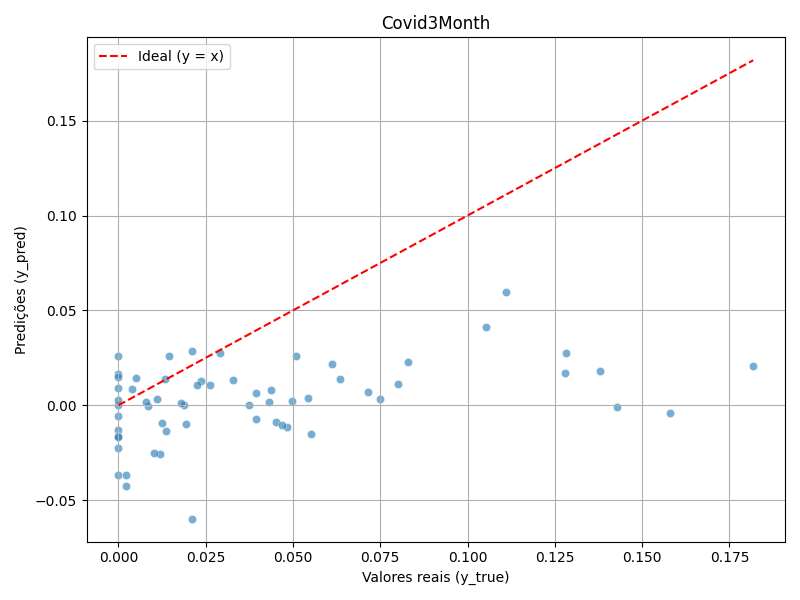 Covid3Month
Ideal (y = x)
0.15
0.10
0.05
0.00
−0.05
Predições (y_pred)
0.000 0.025 0.050 0.075 0.100 0.125 0.150 0.175
Valores reais (y_true)